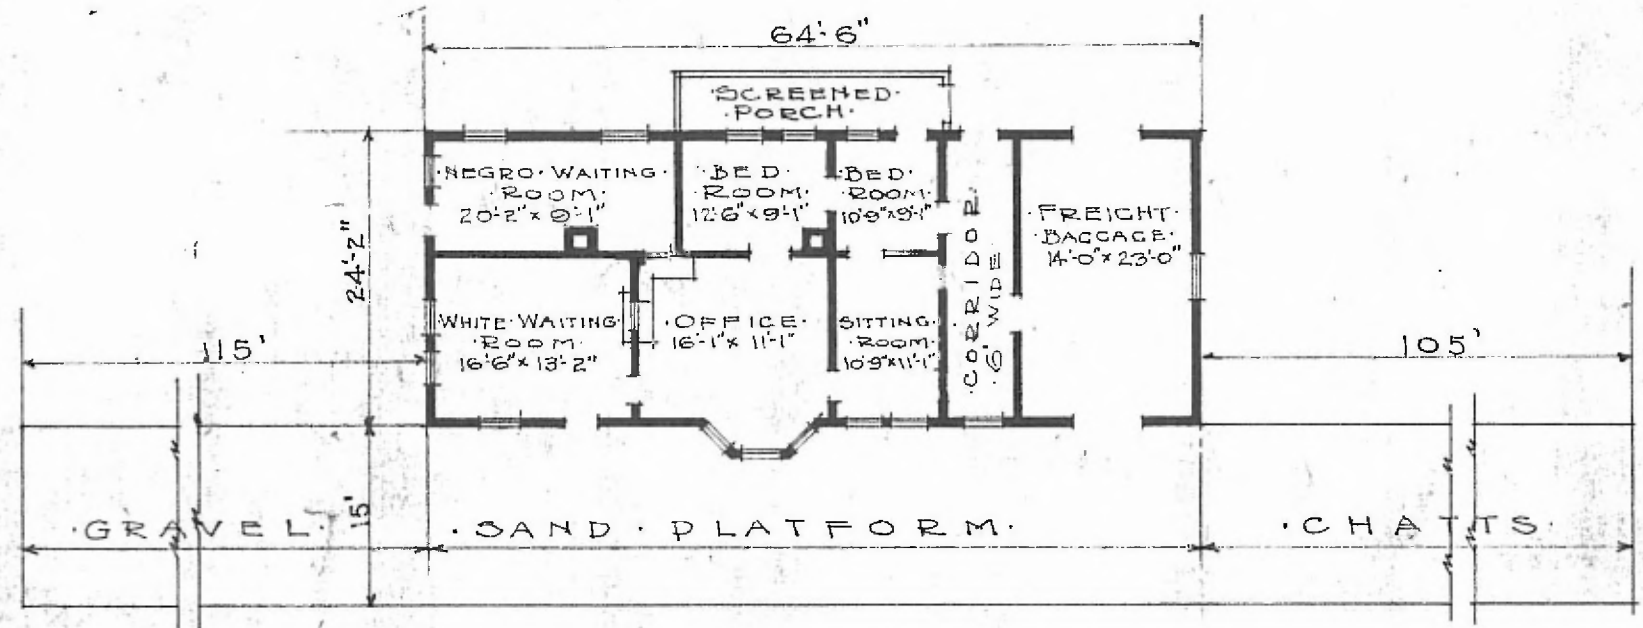 64'-6"
·SCREENED·
·PORCH·
·NEGRO·WAITING·
·ROOM·
20'-2" x 9'-1"
·BED·
·ROOM·
12'-6" x 9'-1"
·BED·
·ROOM·
10'-9" x 9'-1"
·CORRIDOR·
·6' WIDE
·FREIGHT·
·BAGGAGE·
14'-0" x 23'-0"
24'-2"
·WHITE·WAITING·
·ROOM·
16'-6" x 13'-2"
·OFFICE·
16'-1" x 11'-1"
·SITTING·
·ROOM·
10'-9" x 11'-1"
115'
105'
15'
·GRAVEL·
·SAND·PLATFORM·
·CHATTS·